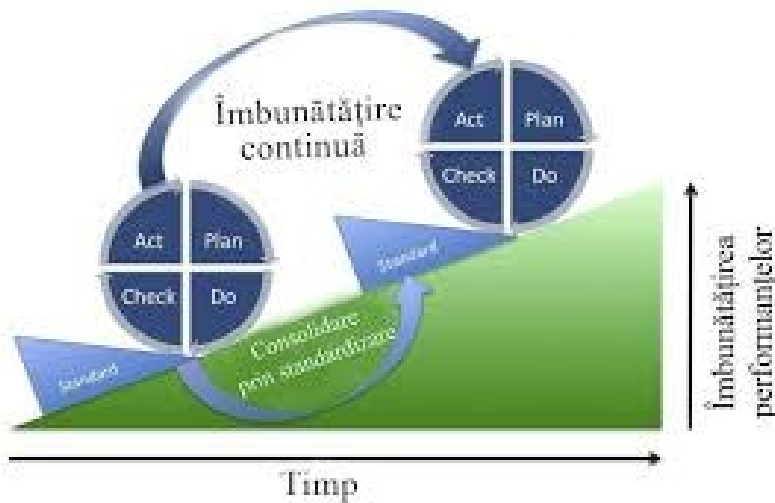 Îmbunătăţire
continuă
Act
Plan
Check
Do
Act
Plan
Check
Do
Standard
Standard
Consolidare
prin standardizare
Îmbunătăţirea
performanţelor
Timp